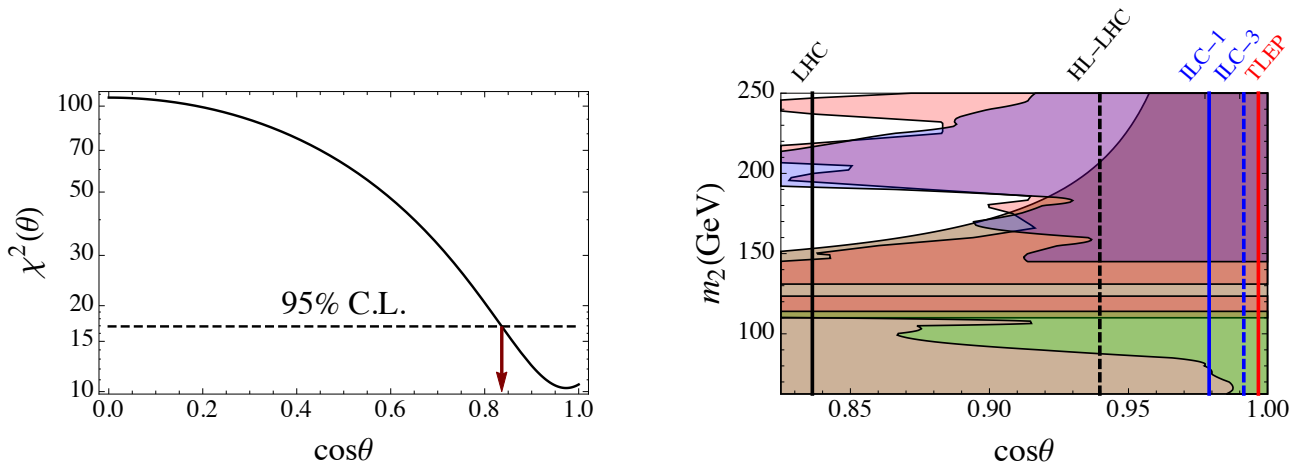 100
70
50
30
20
15
10
χ²(θ)
95% C.L.
0.0 0.2 0.4 0.6 0.8 1.0
cosθ
LHC
HL−LHC
ILC−1
ILC−3
TLEP
250
200
150
100
m₂(GeV)
0.85 0.90 0.95 1.00
cosθ